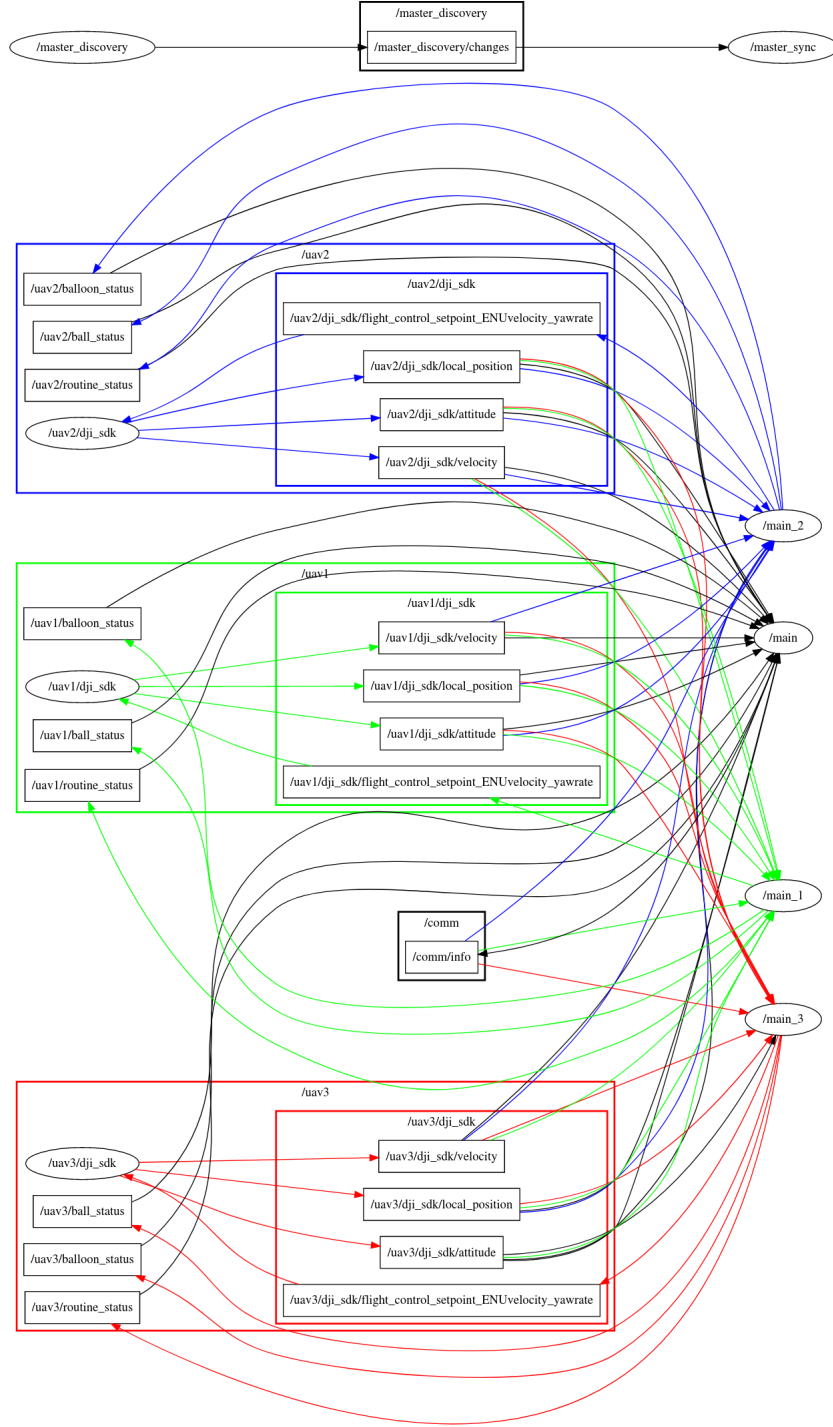 /master_discovery
/master_discovery
/master_discovery/changes
/master_sync
/uav2
/uav2/dji_sdk
/uav2/balloon_status
/uav2/dji_sdk/flight_control_setpoint_ENUvelocity_yawrate
/uav2/ball_status
/uav2/dji_sdk/local_position
/uav2/routine_status
/uav2/dji_sdk/attitude
/uav2/dji_sdk
/uav2/dji_sdk/velocity
/main_2
/uav1
/uav1/dji_sdk
/uav1/balloon_status
/uav1/dji_sdk/velocity
/main
/uav1/dji_sdk
/uav1/dji_sdk/local_position
/uav1/ball_status
/uav1/dji_sdk/attitude
/uav1/routine_status
/uav1/dji_sdk/flight_control_setpoint_ENUvelocity_yawrate
/main_1
/comm
/comm/info
/main_3
/uav3
/uav3/dji_sdk
/uav3/dji_sdk
/uav3/dji_sdk/velocity
/uav3/ball_status
/uav3/dji_sdk/local_position
/uav3/balloon_status
/uav3/dji_sdk/attitude
/uav3/routine_status
/uav3/dji_sdk/flight_control_setpoint_ENUvelocity_yawrate